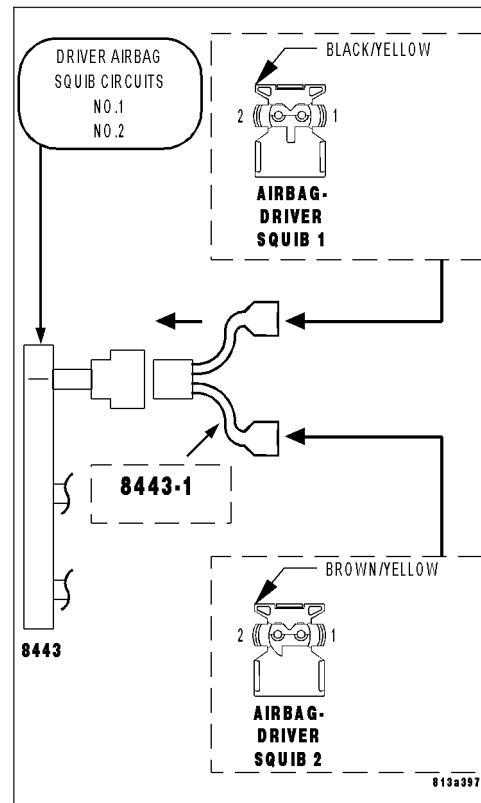 DRIVER AIRBAG
SQUIB CIRCUITS
NO.1
NO.2
BLACK/YELLOW
2 1
AIRBAG-
DRIVER
SQUIB 1
8443-1
8443
BROWN/YELLOW
2 1
AIRBAG-
DRIVER
SQUIB 2
813a397